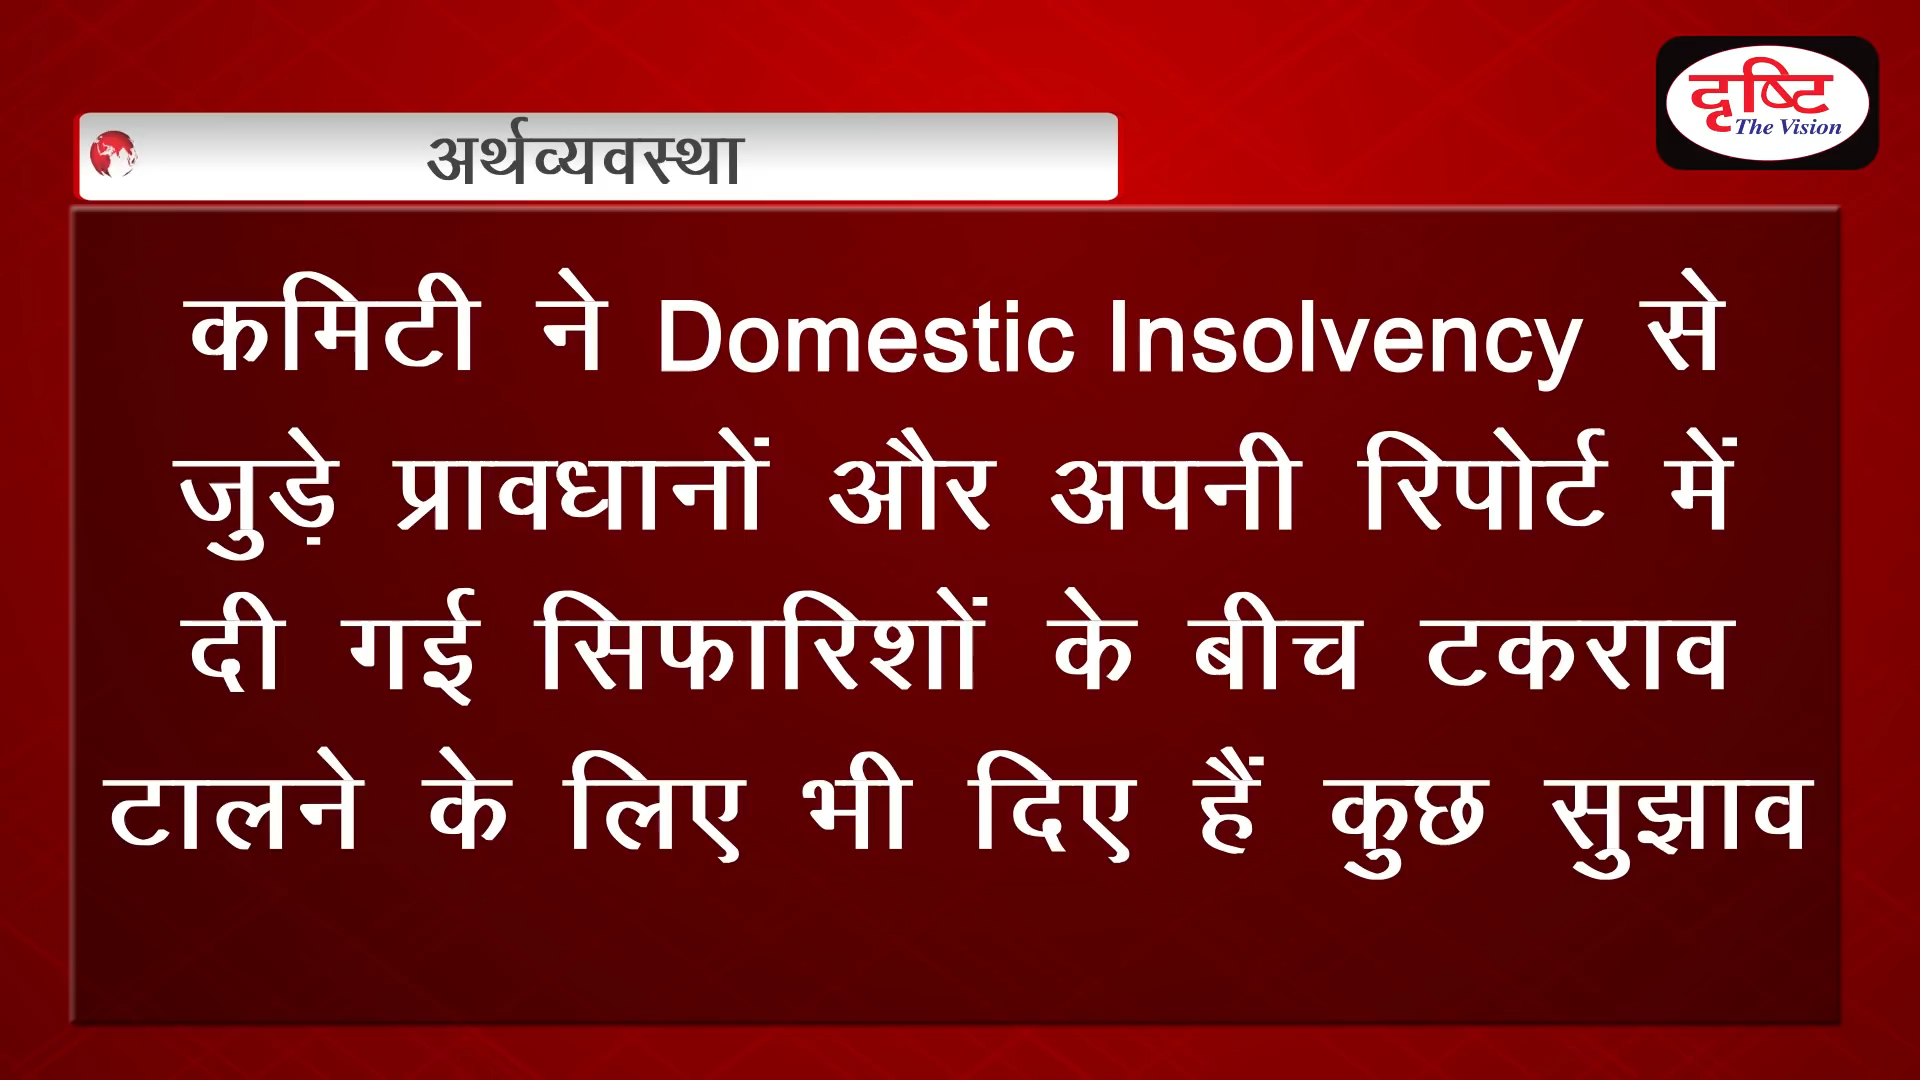 दृष्टि
The Vision
अर्थव्यवस्था
कमिटी ने Domestic Insolvency से
जुड़े प्रावधानों और अपनी रिपोर्ट में
दी गई सिफारिशों के बीच टकराव
टालने के लिए भी दिए हैं कुछ सुझाव